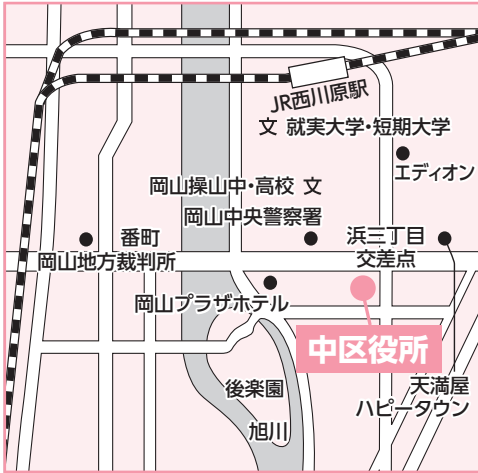 JR西川原駅
文 就実大学・短期大学
エディオン
岡山操山中・高校 文
岡山中央警察署
番町
岡山地方裁判所
浜三丁目
交差点
岡山プラザホテル
中区役所
天満屋
ハピータウン
後楽園
旭川